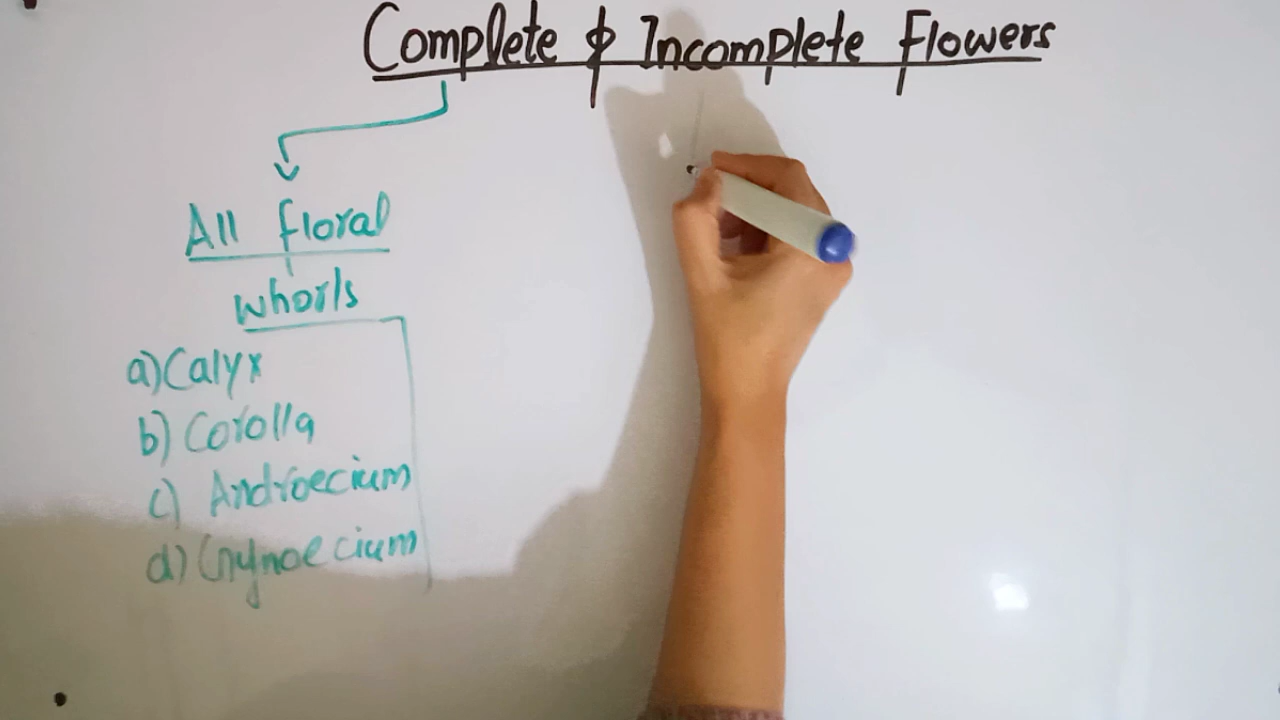 Complete & Incomplete Flowers
All floral
whorls
a) Calyx
b) Corolla
c) Androecium
d) Gynoecium